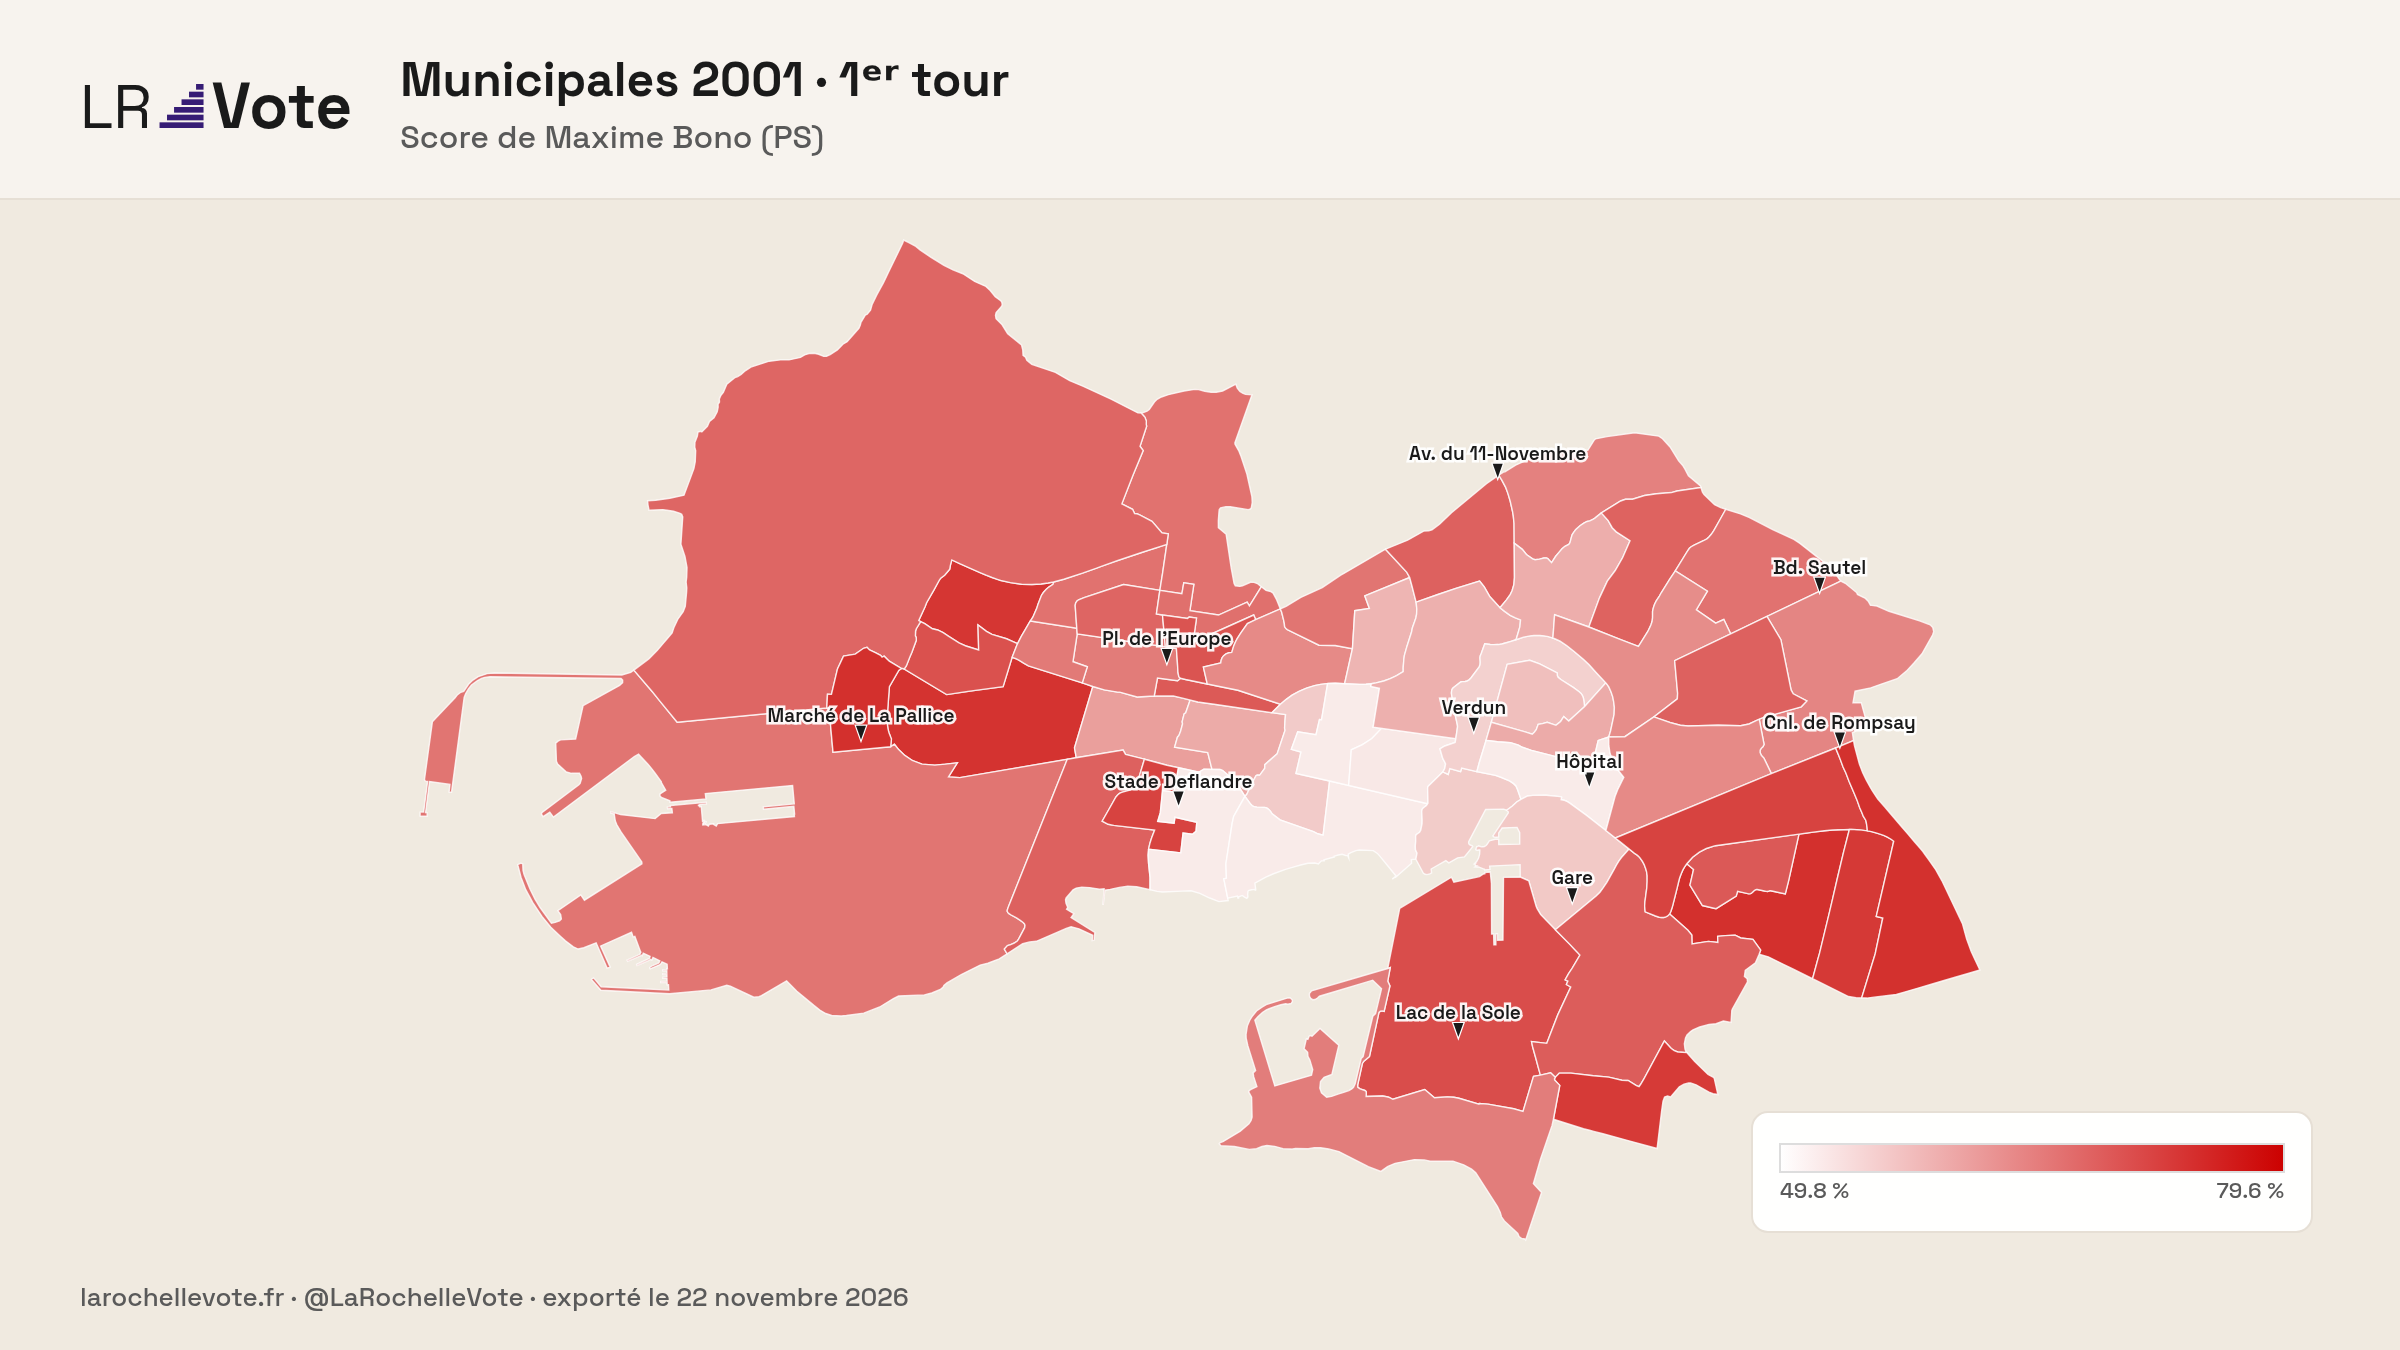 LR Vote
Municipales 2001 · 1er tour
Score de Maxime Bono (PS)
Av. du 11-Novembre
Bd. Sautel
Pl. de l'Europe
Verdun
Marché de La Pallice
Cnl. de Rompsay
Hôpital
Stade Deflandre
Gare
Lac de la Sole
49.8 %
79.6 %
larochellevote.fr · @LaRochelleVote · exporté le 22 novembre 2026